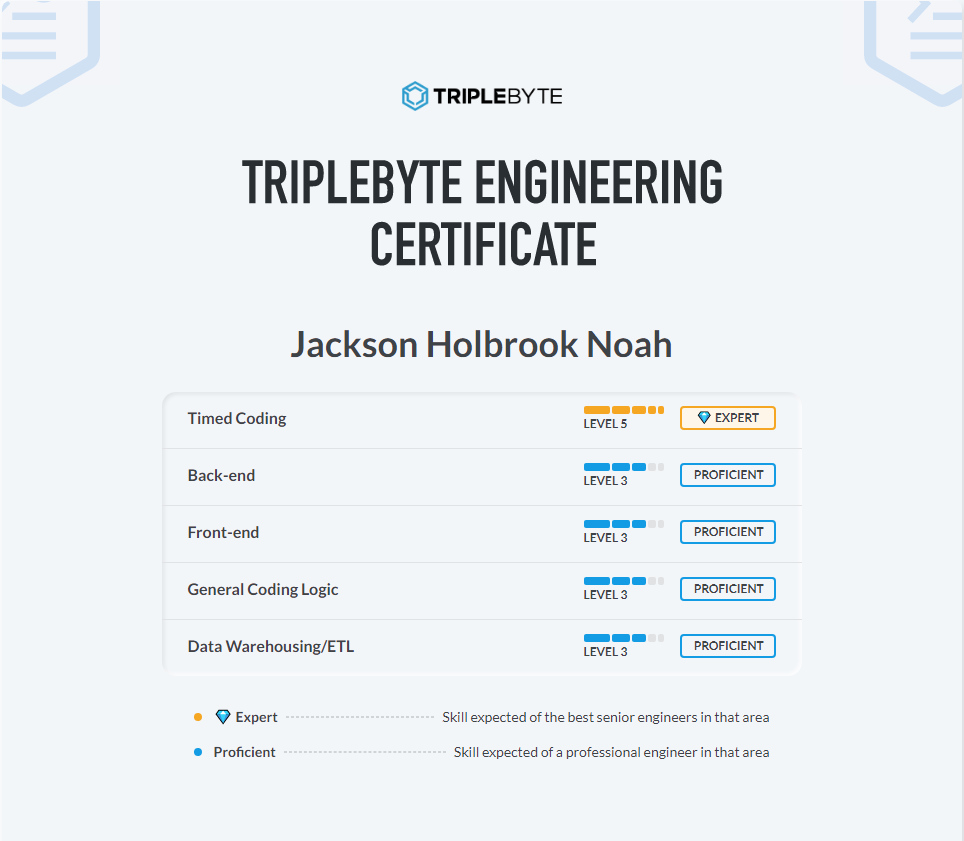 TRIPLEBYTE
TRIPLEBYTE ENGINEERING
CERTIFICATE
Jackson Holbrook Noah
Timed Coding
LEVEL 5
EXPERT
Back-end
LEVEL 3
PROFICIENT
Front-end
LEVEL 3
PROFICIENT
General Coding Logic
LEVEL 3
PROFICIENT
Data Warehousing/ETL
LEVEL 3
PROFICIENT
Expert Skill expected of the best senior engineers in that area
Proficient Skill expected of a professional engineer in that area